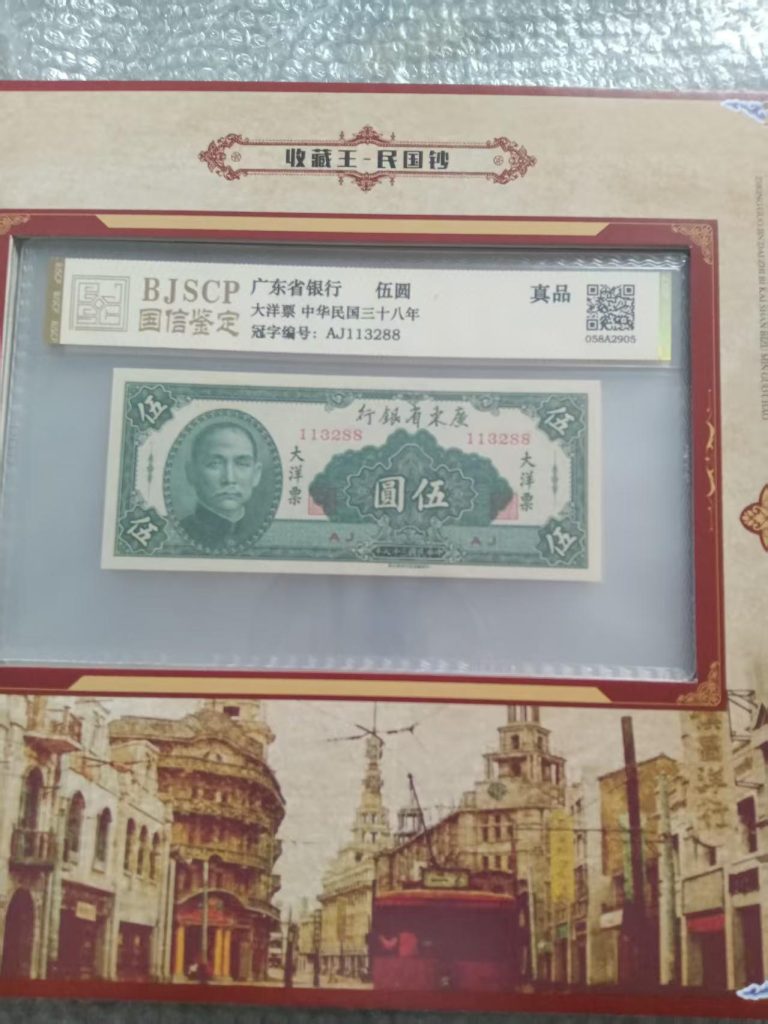 收藏王-民国钞
BJSCP
国信鉴定
广东省银行 伍圆
大洋票 中华民国三十八年
冠字编号: AJ113288
真品
058A2905
伍
伍
行銀省東廣
113288
113288
大洋票
大洋票
圓伍
伍
伍
AJ
AJ